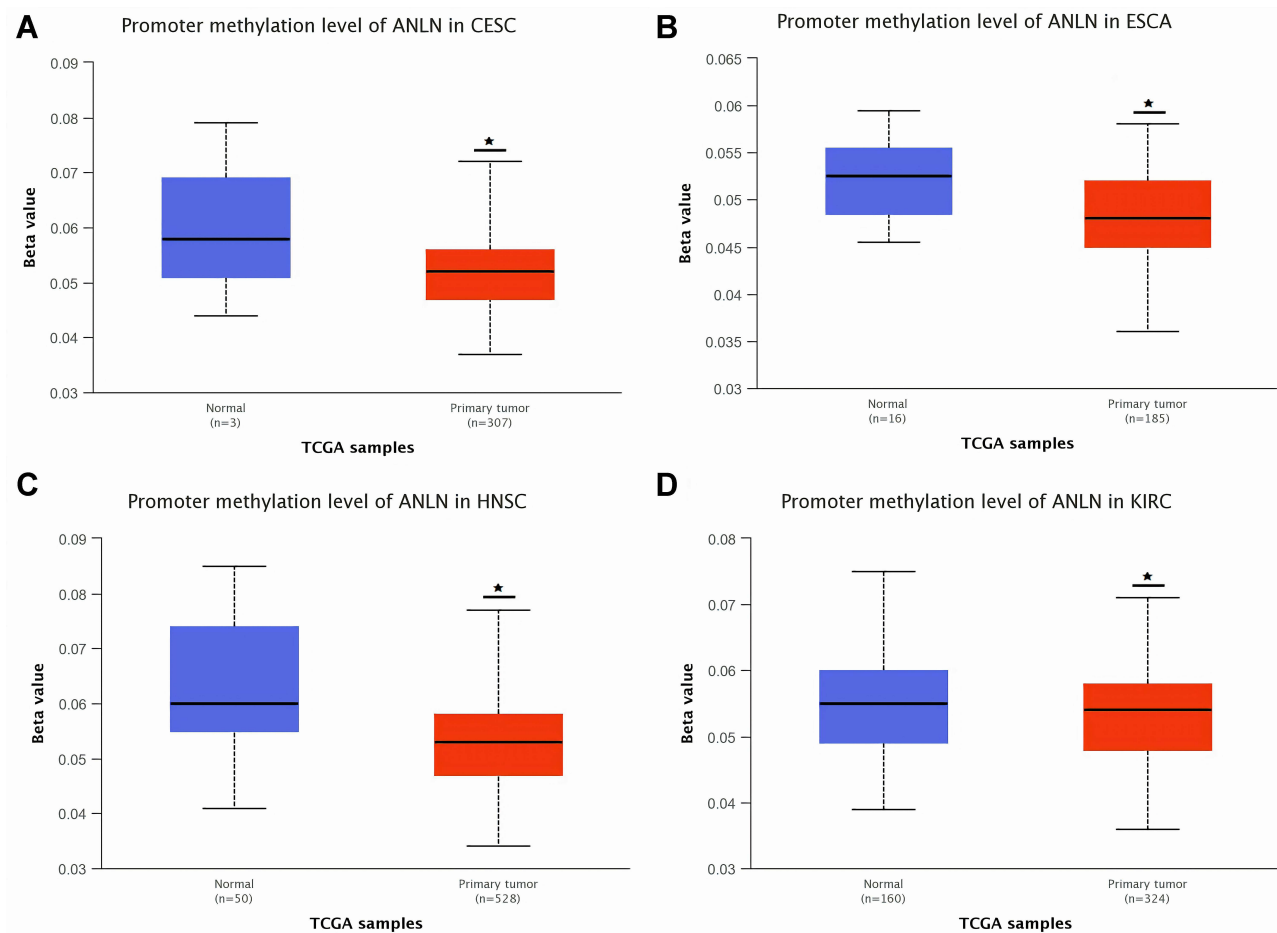 A
Promoter methylation level of ANLN in CESC
Beta value
0.09
0.08
0.07
0.06
0.05
0.04
0.03
Normal
(n=3)
Primary tumor
(n=307)
TCGA samples
B
Promoter methylation level of ANLN in ESCA
Beta value
0.065
0.06
0.055
0.05
0.045
0.04
0.035
0.03
Normal
(n=16)
Primary tumor
(n=185)
TCGA samples
C
Promoter methylation level of ANLN in HNSC
Beta value
0.09
0.08
0.07
0.06
0.05
0.04
0.03
Normal
(n=50)
Primary tumor
(n=528)
TCGA samples
D
Promoter methylation level of ANLN in KIRC
Beta value
0.08
0.07
0.06
0.05
0.04
0.03
Normal
(n=160)
Primary tumor
(n=324)
TCGA samples